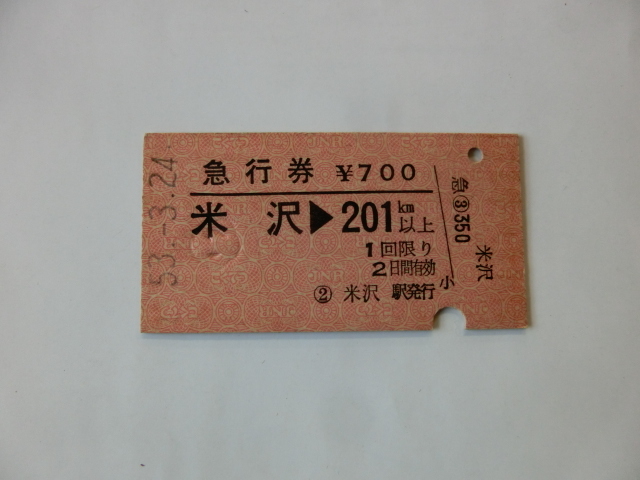 急行券 ¥700
米沢▶201km以上
1回限り
2日間有効
② 米沢 駅発行
小
急③350
米沢
53.-3.24
JNR